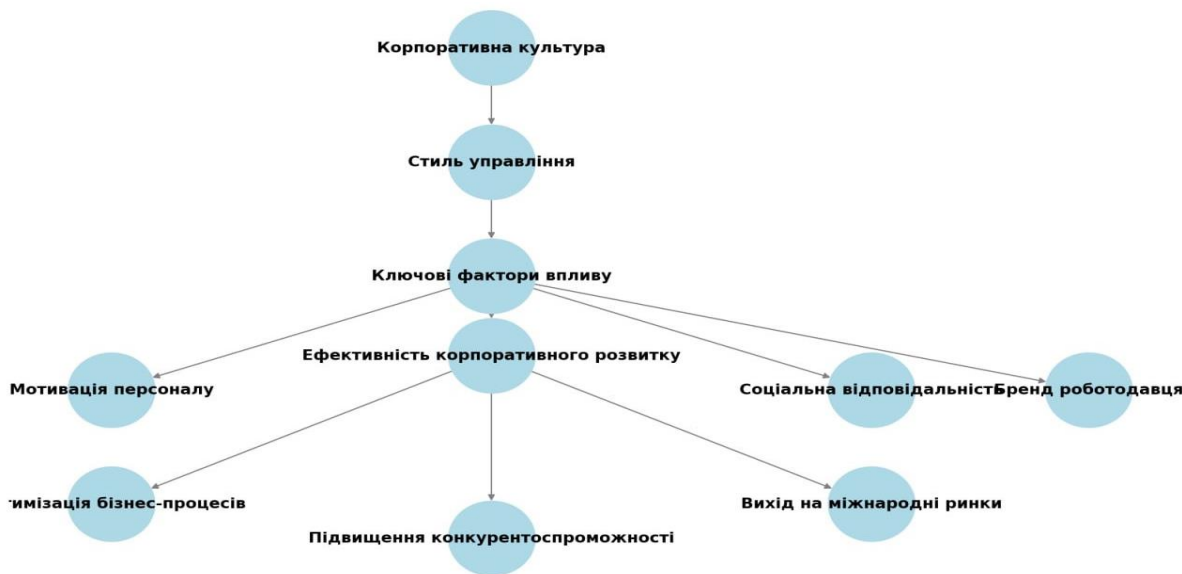 Корпоративна культура
Стиль управління
Ключові фактори впливу
Ефективність корпоративного розвитку
Мотивація персоналу
Соціальна відповідальність
Бренд роботодавця
бізнес-процесів
Вихід на міжнародні ринки
Підвищення конкурентоспроможності